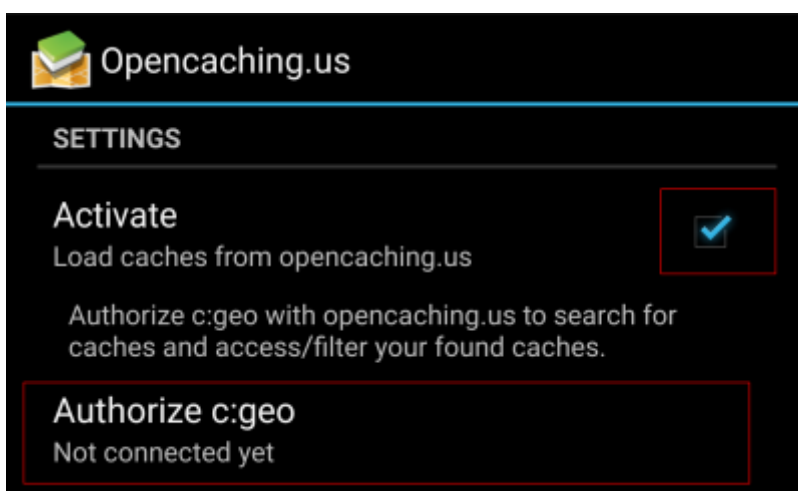 Opencaching.us
SETTINGS
Activate
Load caches from opencaching.us
Authorize c:geo with opencaching.us to search for
caches and access/filter your found caches.
Authorize c:geo
Not connected yet